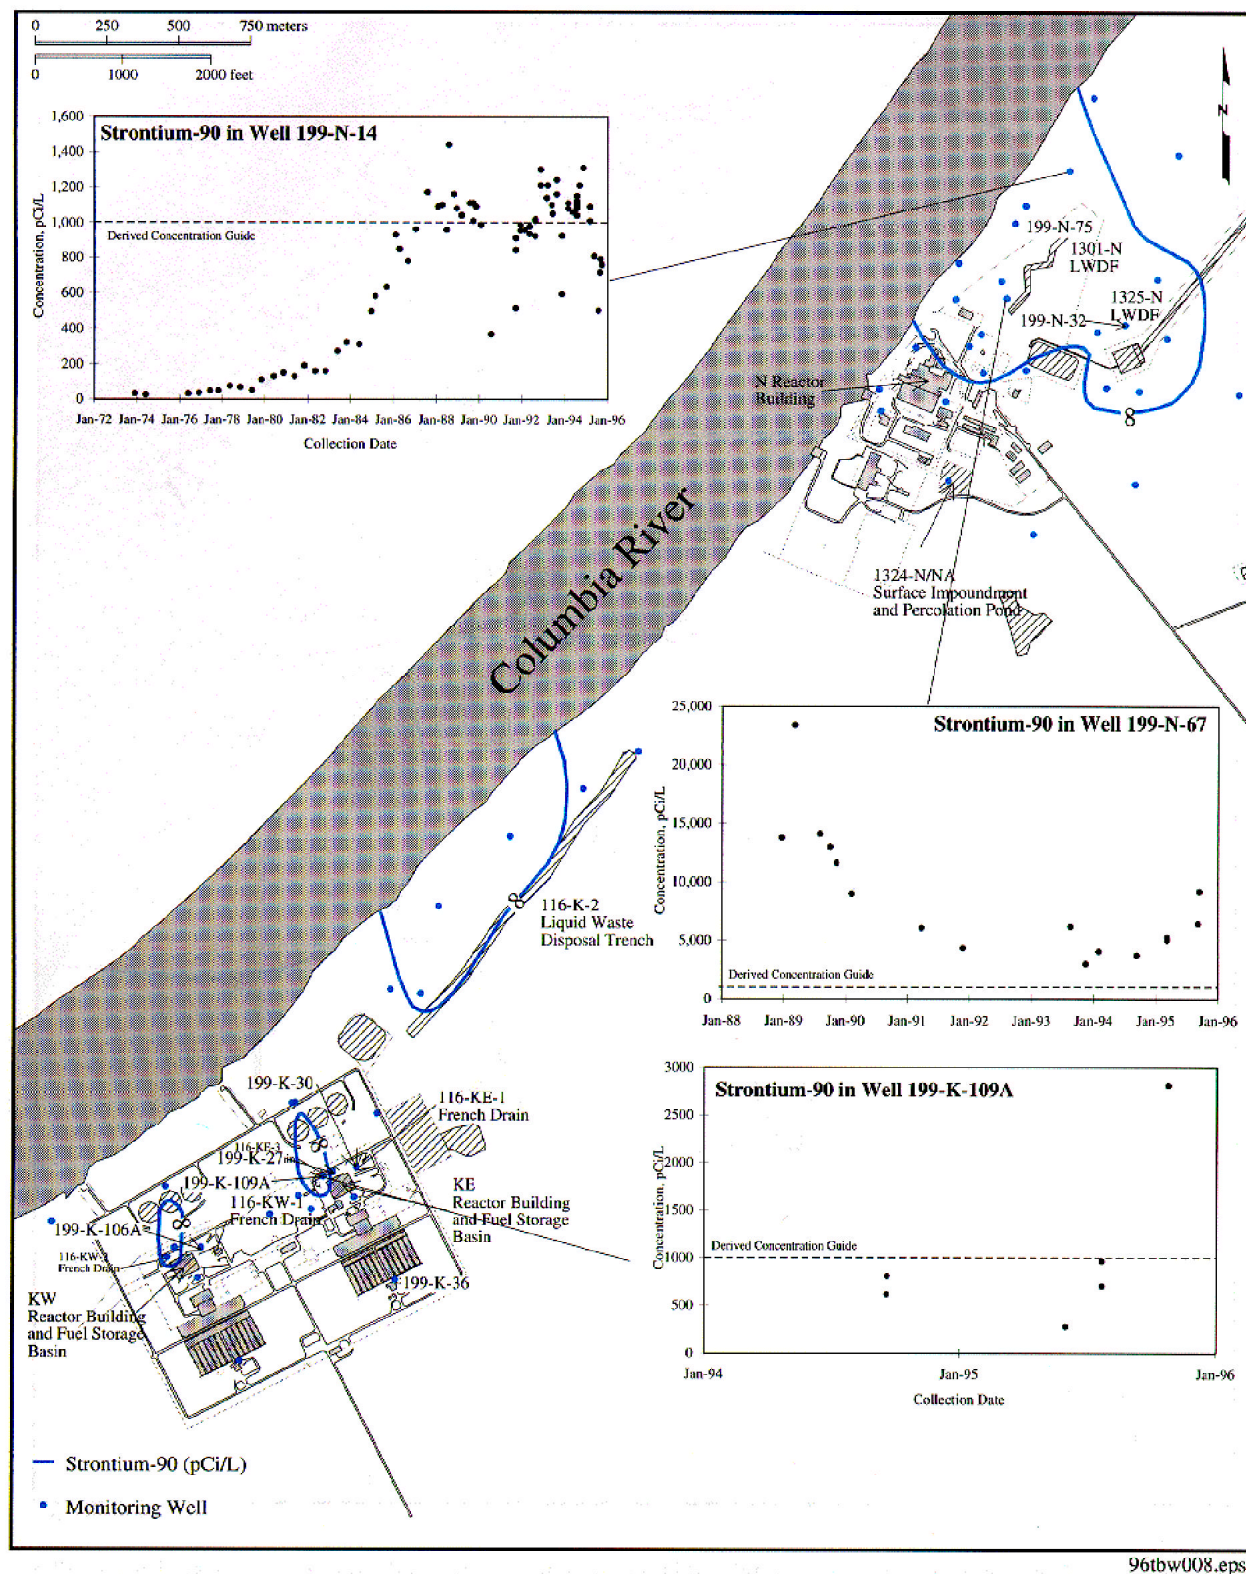 0 250 500 750 meters
0 1000 2000 feet
N
Strontium-90 in Well 199-N-14
Concentration, pCi/L
1,600
1,400
1,200
1,000
800
600
400
200
0
Derived Concentration Guide
Jan-72 Jan-74 Jan-76 Jan-78 Jan-80 Jan-82 Jan-84 Jan-86 Jan-88 Jan-90 Jan-92 Jan-94 Jan-96
Collection Date
199-N-75
1301-N
LWDF
1325-N
LWDF
199-N-32
N Reactor
Building
8
Columbia River
1324-N/NA
Surface Impoundment
and Percolation Pond
Strontium-90 in Well 199-N-67
Concentration, pCi/L
25,000
20,000
15,000
10,000
5,000
0
Derived Concentration Guide
Jan-88 Jan-89 Jan-90 Jan-91 Jan-92 Jan-93 Jan-94 Jan-95 Jan-96
8
116-K-2
Liquid Waste
Disposal Trench
199-K-30
116-KE-1
French Drain
8
116-KE-3
199-K-27
199-K-109A
116-KW-1
French Drain
KE
Reactor Building
and Fuel Storage
Basin
199-K-106A
8
116-KW-2
French Drain
199-K-36
KW
Reactor Building
and Fuel Storage
Basin
Strontium-90 in Well 199-K-109A
Concentration, pCi/L
3000
2500
2000
1500
1000
500
0
Derived Concentration Guide
Jan-94 Jan-95 Jan-96
Collection Date
Strontium-90 (pCi/L)
Monitoring Well
96tbw008.eps